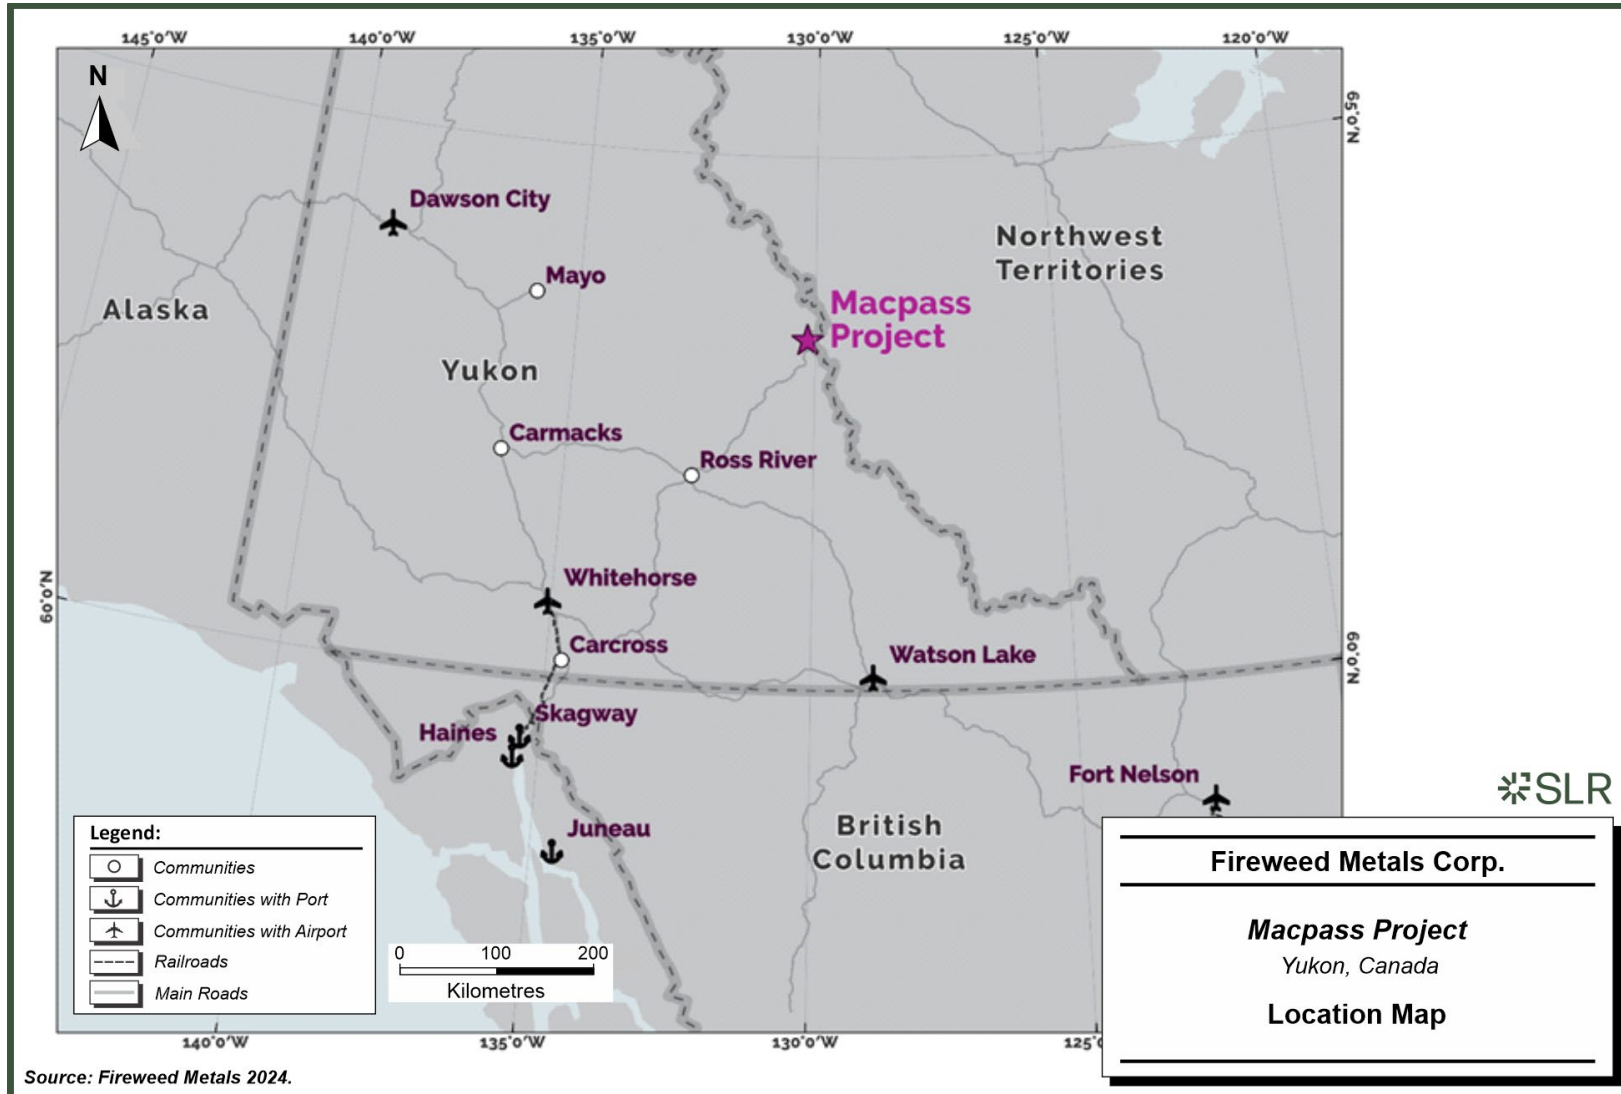 145°0'W 140°0'W 135°0'W 130°0'W 125°0'W 120°0'W
N
65°0'N
Dawson City
Northwest
Territories
Mayo
Alaska
Macpass
Project
Yukon
Carmacks
Ross River
60°0'N
Whitehorse
Carcross
Watson Lake
60°0'N
Skagway
Haines
Fort Nelson
SLR
British
Columbia
Juneau
Legend:
Communities
Communities with Port
Communities with Airport
Railroads
Main Roads
0 100 200
Kilometres
Fireweed Metals Corp.
Macpass Project
Yukon, Canada
Location Map
140°0'W 135°0'W 130°0'W 125°0
Source: Fireweed Metals 2024.